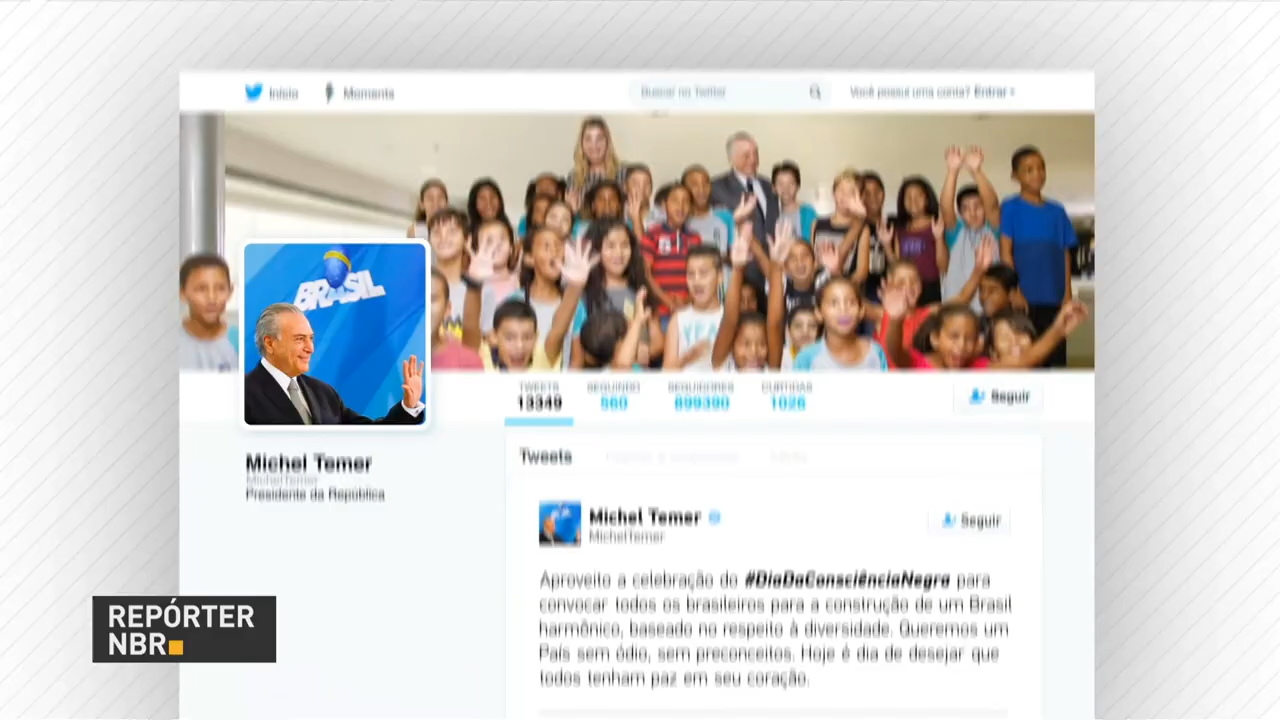 Início Moments Buscar no Twitter Você possui uma conta? Entrar
BRASIL
TWEETS SEGUINDO SEGUIDORES CURTIDAS
13349 560 899390 1026 Seguir
Michel Temer
MichelTemer
Presidente da República
Tweets
Michel Temer Seguir
MichelTemer
Aproveito a celebração do #DiaDaConsciênciaNegra para
convocar todos os brasileiros para a construção de um Brasil
harmônico, baseado no respeito à diversidade. Queremos um
País sem ódio, sem preconceitos. Hoje é dia de desejar que
todos tenham paz em seu coração.
REPÓRTER
NBR